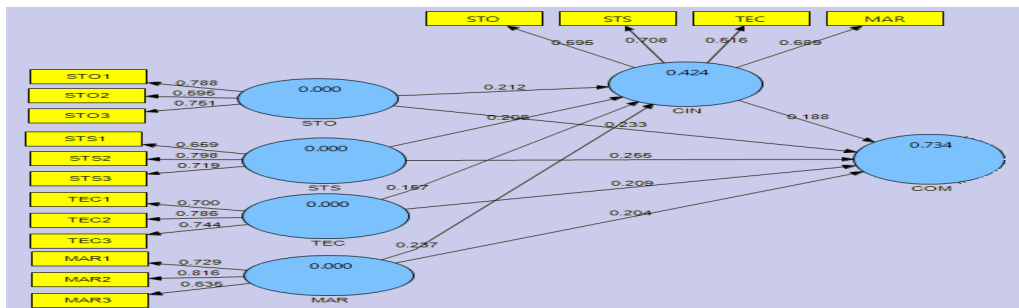 STO STS TEC MAR
0.595 0.708 0.616 0.689
STO1 0.788
STO2 0.595
STO3 0.751
0.000
STO
0.212
0.424
CIN
0.188
STS1 0.659
STS2 0.798
STS3 0.719
0.000
STS
0.206
0.233
0.255
0.734
COM
TEC1 0.700
TEC2 0.786
TEC3 0.744
0.000
TEC
0.157
0.209
MAR1 0.729
MAR2 0.816
MAR3 0.635
0.000
MAR
0.237
0.204